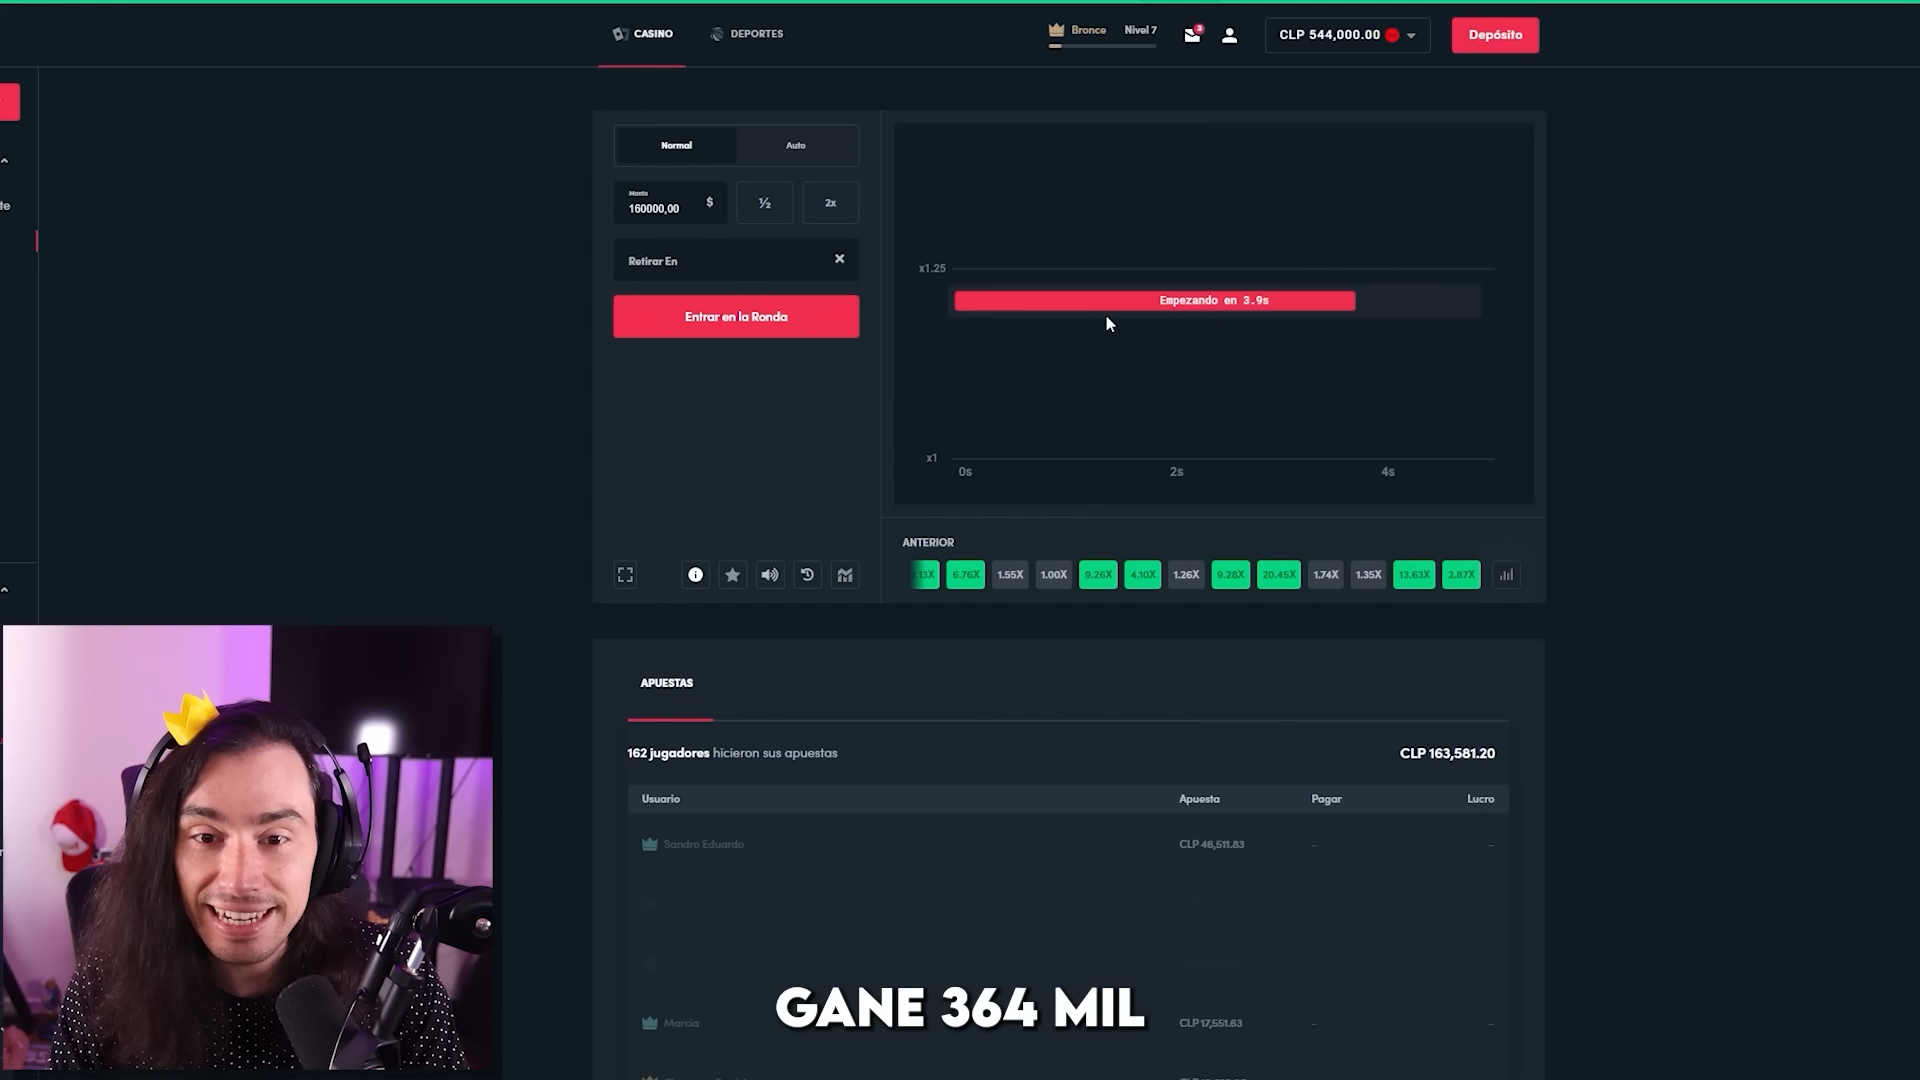 CASINO
DEPORTES
Bronce
Nivel 7
CLP 544,000.00
Depósito
te
Normal
Auto
Monto
160000,00
$
½
2x
Retirar En
Entrar en la Ronda
x1.25
Empezando en 3.9s
x1
0s
2s
4s
ANTERIOR
6.76X
1.55X
1.00X
9.26X
4.10X
1.26X
9.28X
20.45X
1.74X
1.35X
13.63X
2.87X
APUESTAS
162 jugadores hicieron sus apuestas
CLP 163,581.20
Usuario
Apuesta
Pagar
Lucro
Sandro Eduardo
CLP 46,511.83
-
-
Marcia
CLP 17,551.63
-
-
GANE 364 MIL